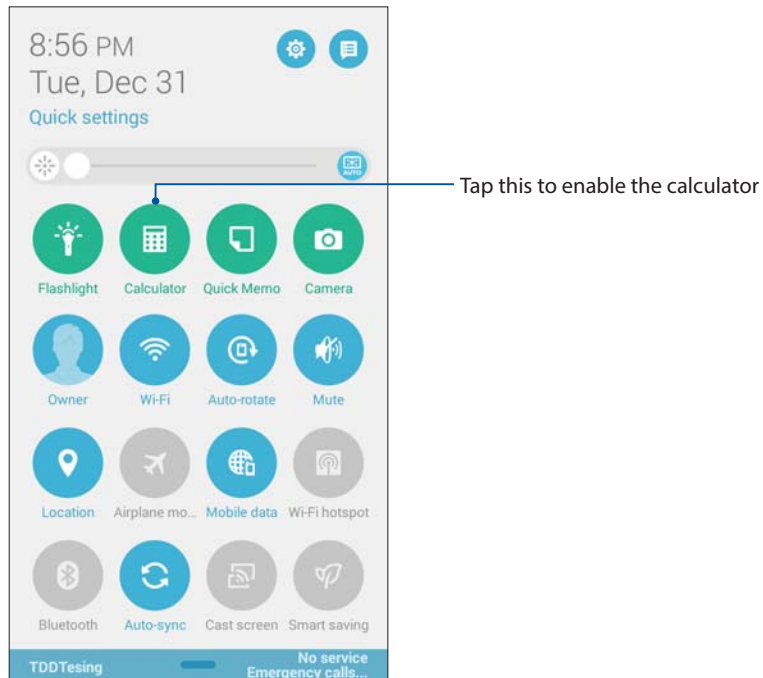 8:56 PM
Tue, Dec 31
Quick settings
AUTO
Tap this to enable the calculator
Flashlight Calculator Quick Memo Camera
Owner Wi-Fi Auto-rotate Mute
Location Airplane mo... Mobile data Wi-Fi hotspot
Bluetooth Auto-sync Cast screen Smart saving
TDDTesing No service
Emergency calls...